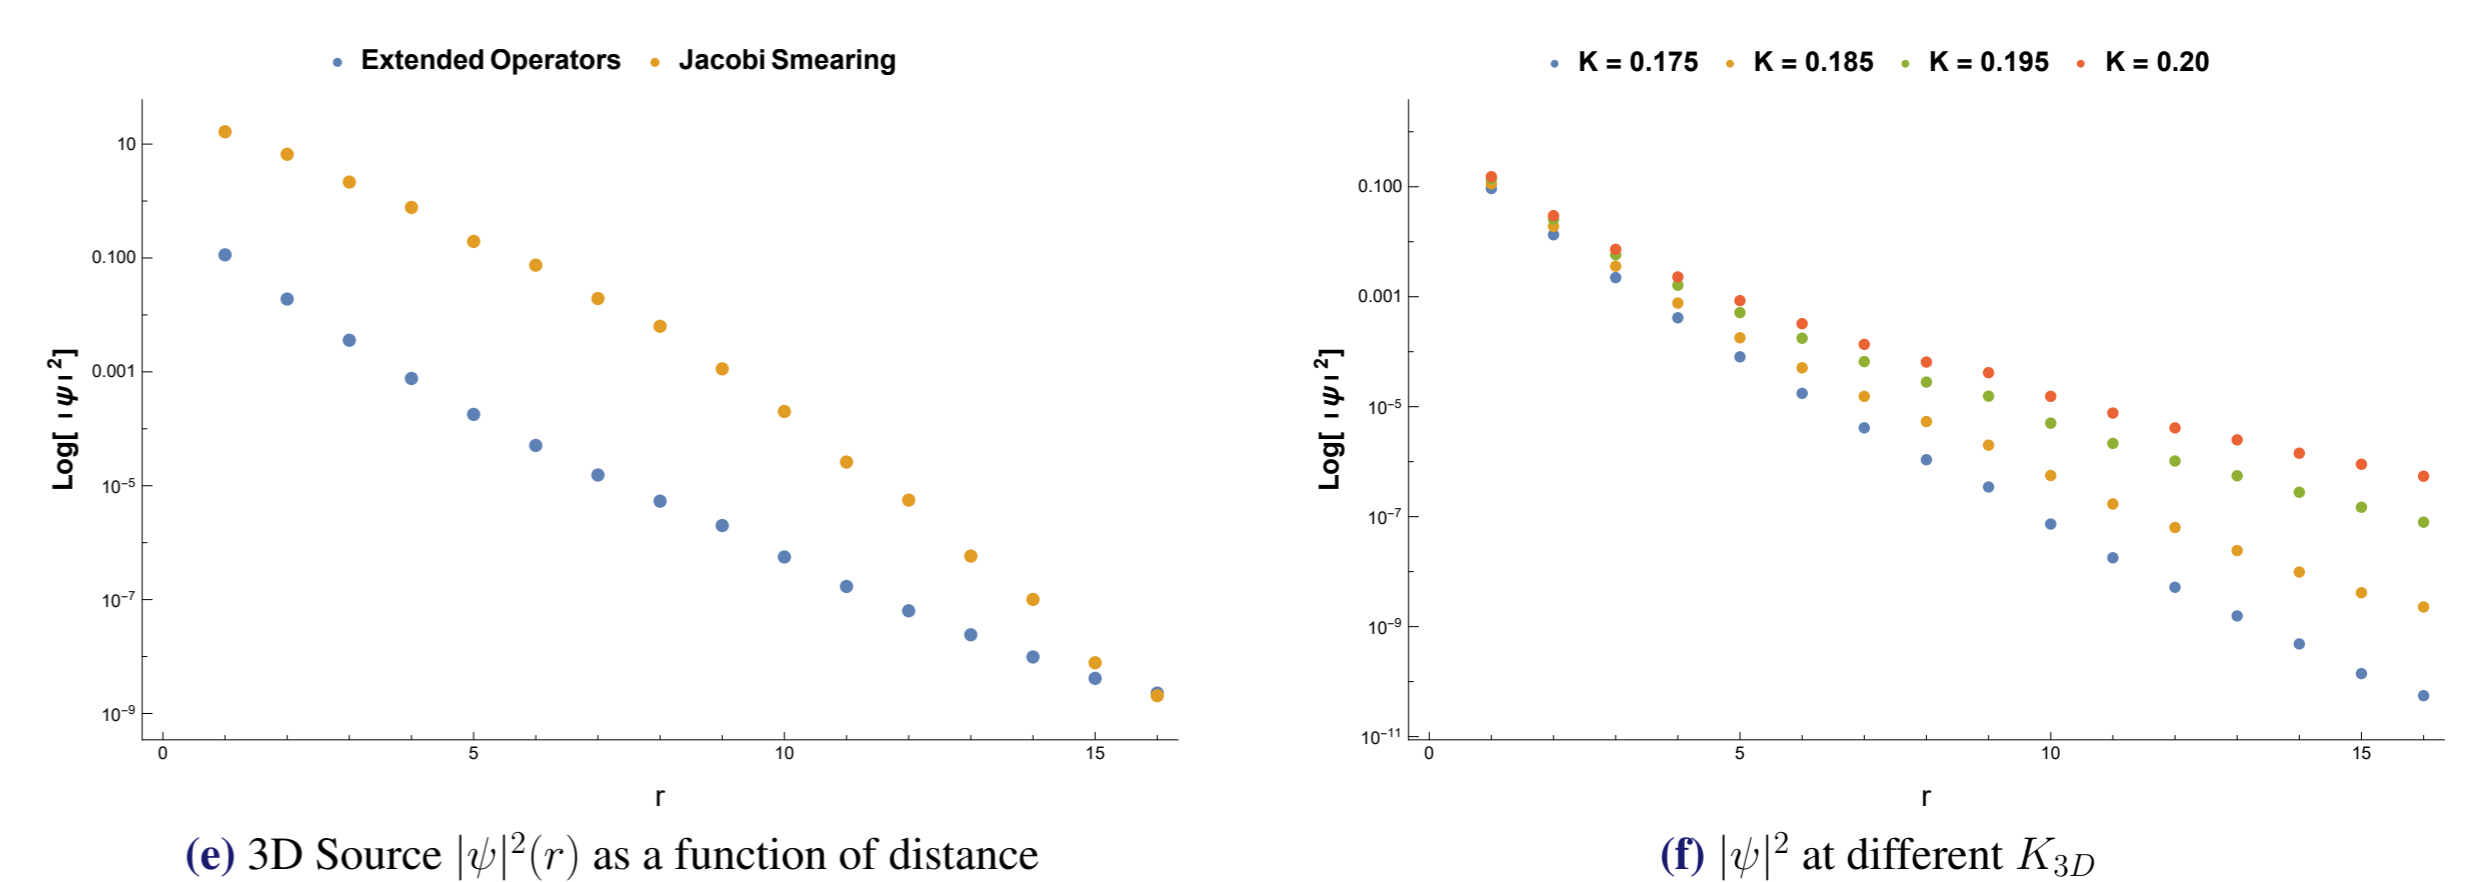 Extended Operators Jacobi Smearing
10
0.100
0.001
10⁻⁵
10⁻⁷
10⁻⁹
Log[ |ψ|²]
0 5 10 15
r
(e) 3D Source |ψ|²(r) as a function of distance
K = 0.175 K = 0.185 K = 0.195 K = 0.20
0.100
0.001
10⁻⁵
10⁻⁷
10⁻⁹
10⁻¹¹
Log[ |ψ|²]
0 5 10 15
r
(f) |ψ|² at different K₃D